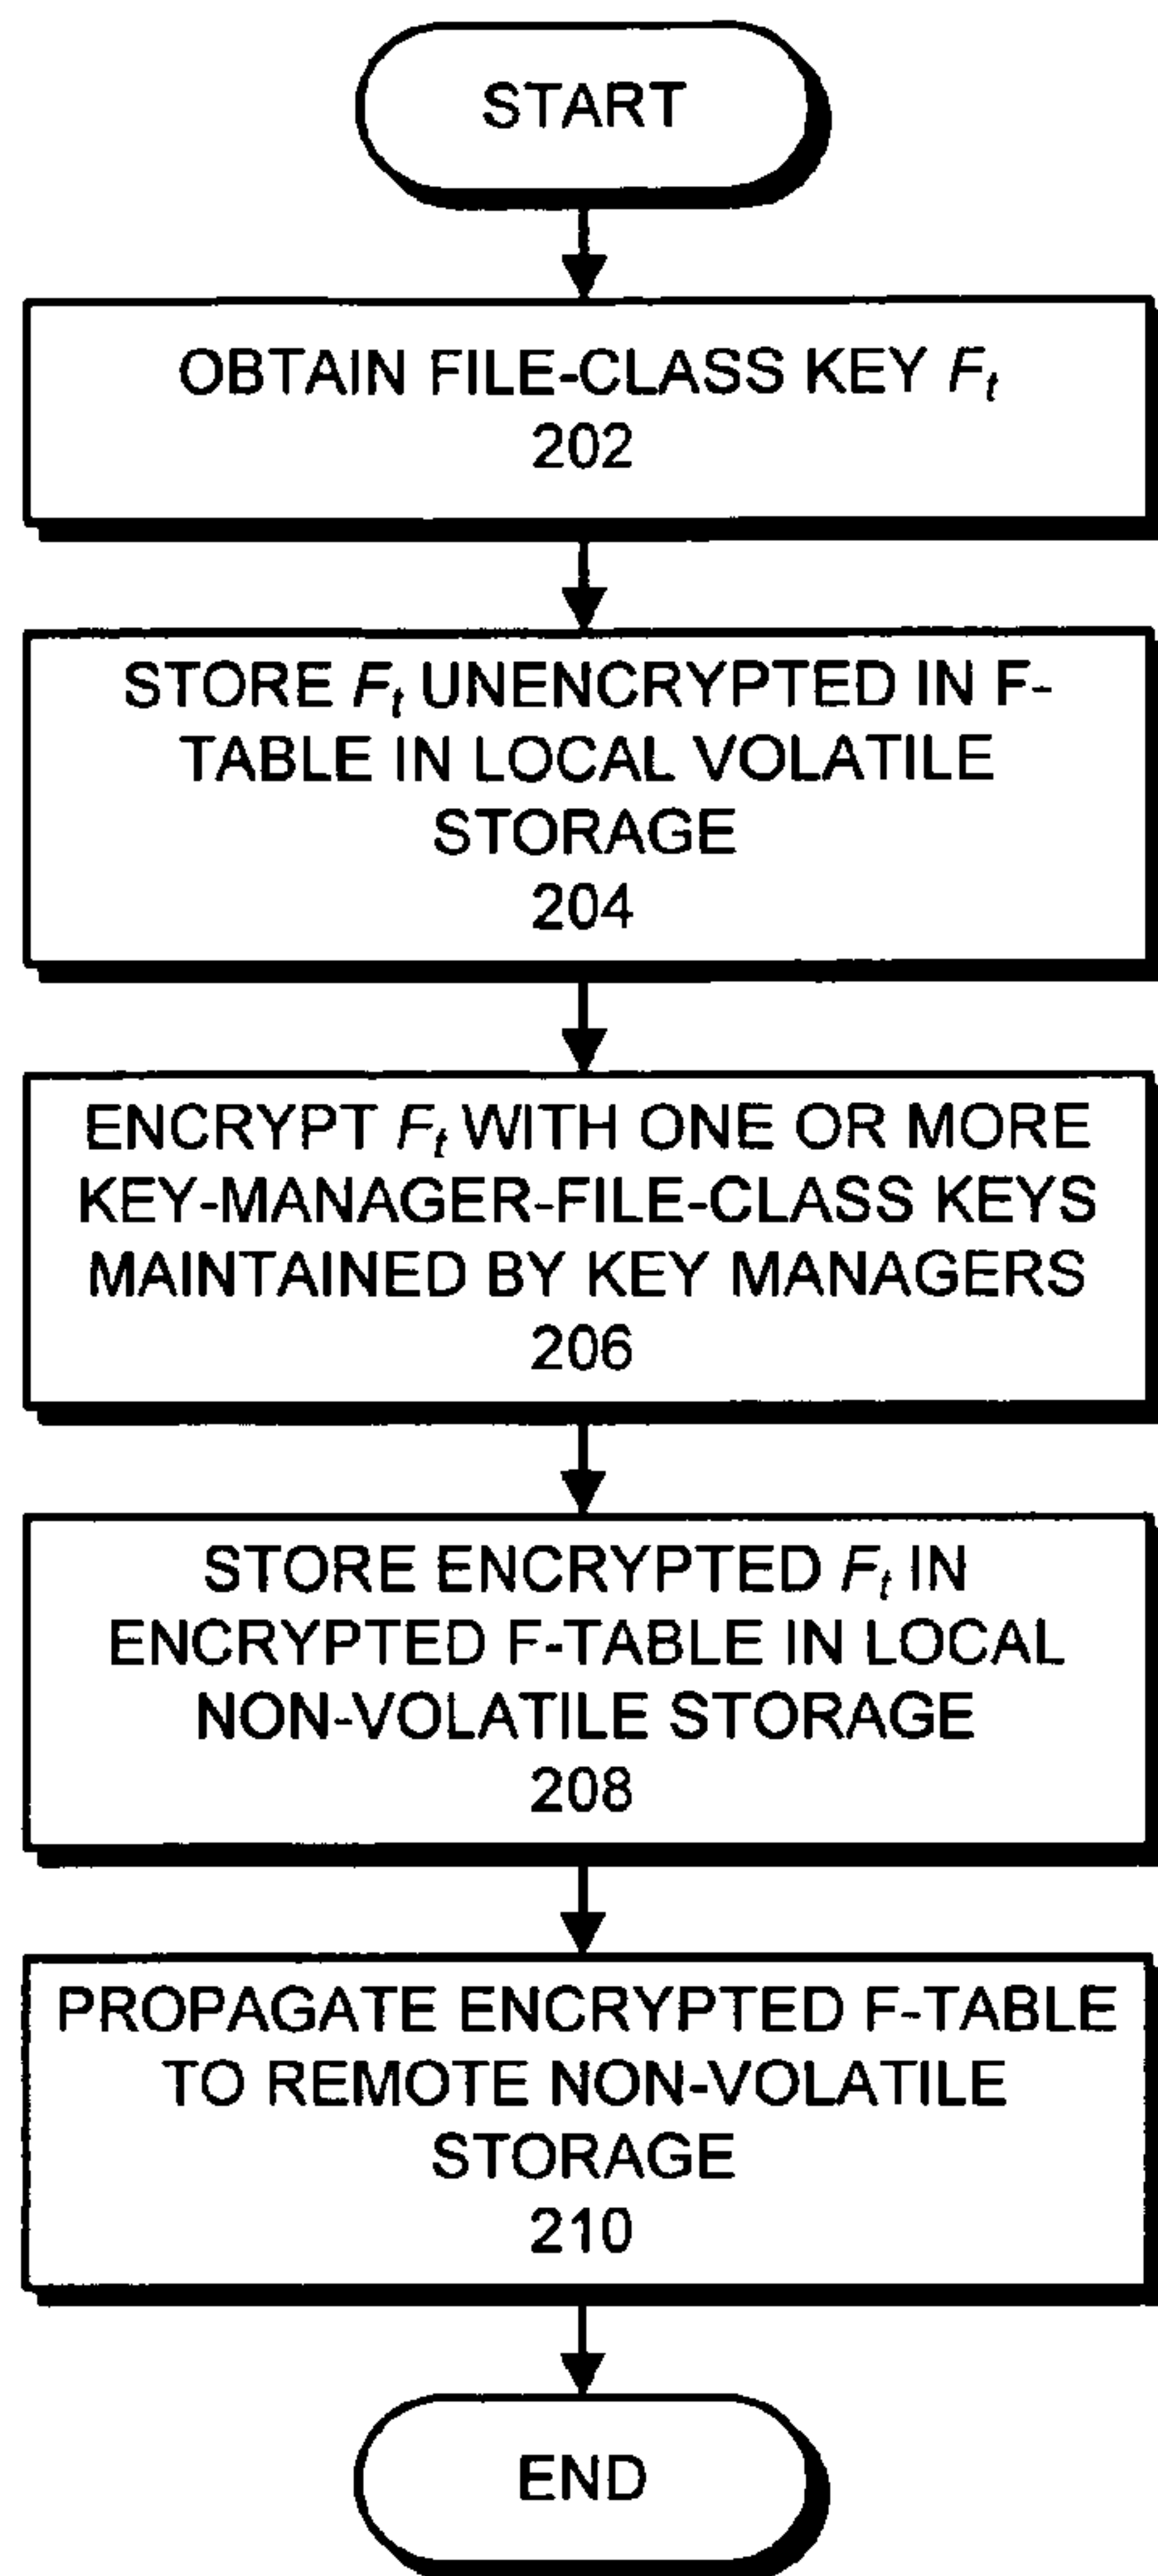 START
OBTAIN FILE-CLASS KEY Ft
202
STORE Ft UNENCRYPTED IN F-
TABLE IN LOCAL VOLATILE
STORAGE
204
ENCRYPT Ft WITH ONE OR MORE
KEY-MANAGER-FILE-CLASS KEYS
MAINTAINED BY KEY MANAGERS
206
STORE ENCRYPTED Ft IN
ENCRYPTED F-TABLE IN LOCAL
NON-VOLATILE STORAGE
208
PROPAGATE ENCRYPTED F-TABLE
TO REMOTE NON-VOLATILE
STORAGE
210
END